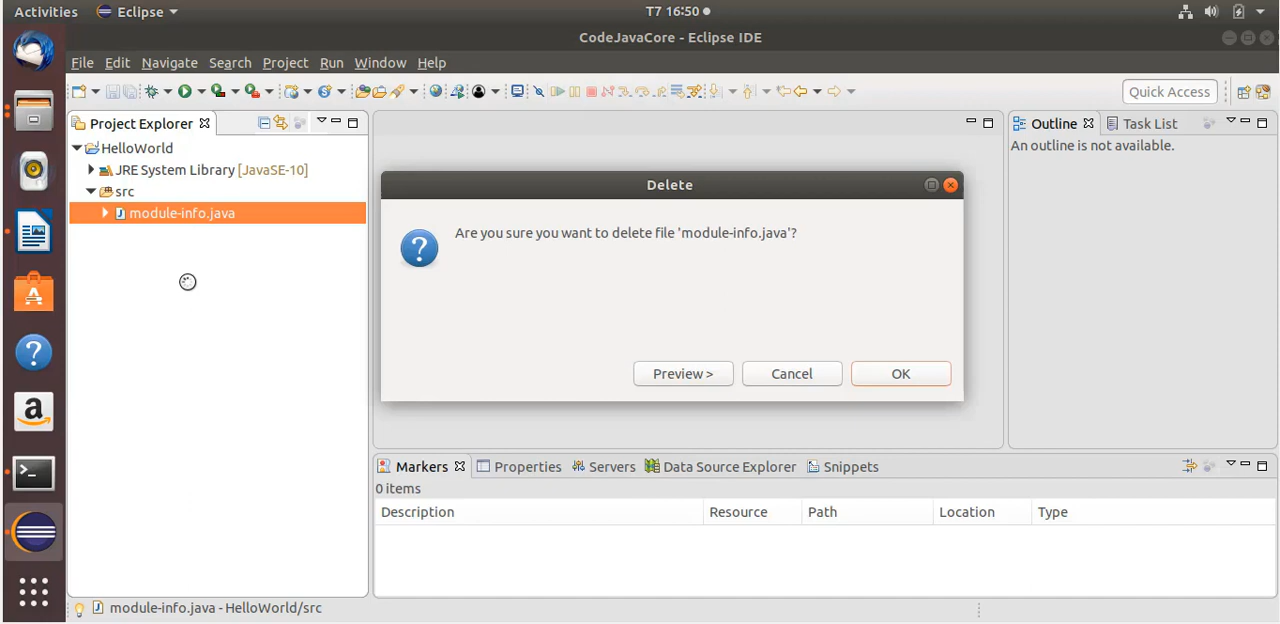 Activities Eclipse T7 16:50
CodeJavaCore - Eclipse IDE
File Edit Navigate Search Project Run Window Help
Quick Access
Project Explorer
HelloWorld
JRE System Library [JavaSE-10]
src
module-info.java
Outline Task List
An outline is not available.
Delete
Are you sure you want to delete file 'module-info.java'?
Preview > Cancel OK
Markers Properties Servers Data Source Explorer Snippets
0 items
Description Resource Path Location Type
module-info.java - HelloWorld/src